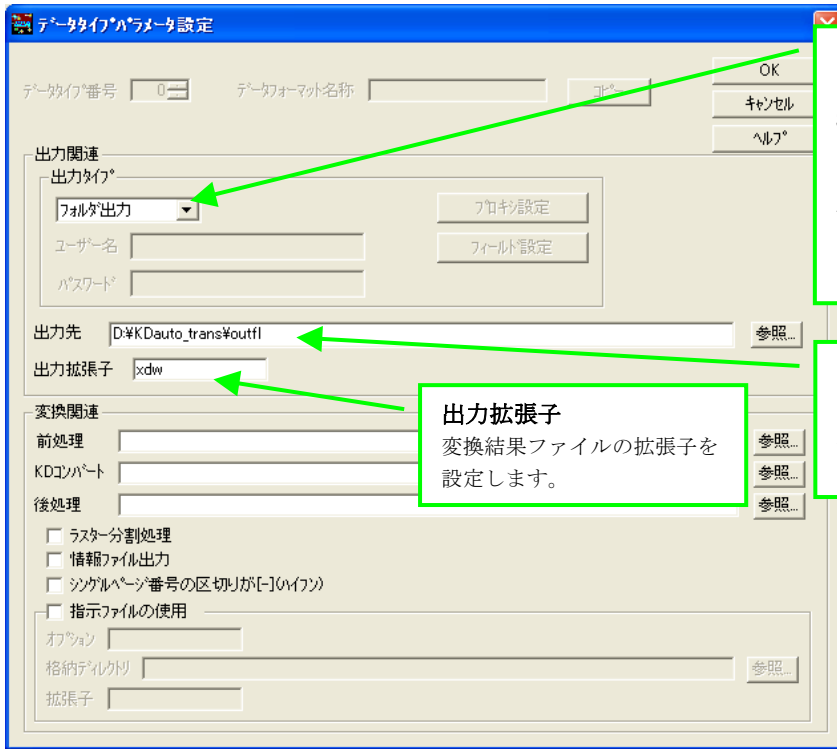 ﾃﾞｰﾀﾀｲﾌﾟﾊﾟﾗﾒｰﾀ設定
ﾃﾞｰﾀﾀｲﾌﾟ番号 0 ﾃﾞｰﾀﾌｫｰﾏｯﾄ名称 ｺﾋﾟｰ OK
ｷｬﾝｾﾙ
ﾍﾙﾌﾟ
出力関連
出力ﾀｲﾌﾟ
ﾌｫﾙﾀﾞ出力 ﾌﾟﾛｷｼ設定
ﾕｰｻﾞｰ名 ﾌｨｰﾙﾄﾞ設定
ﾊﾟｽﾜｰﾄﾞ
出力先 D:¥KDauto_trans¥outfl 参照...
出力拡張子 xdw
変換関連
前処理 参照...
KDｺﾝﾊﾞｰﾄ 参照...
後処理 参照...
出力拡張子
変換結果ファイルの拡張子を
設定します。
ﾗｽﾀｰ分割処理
情報ﾌｧｲﾙ出力
ｼﾝｸﾞﾙﾍﾟｰｼﾞ番号の区切りが[-](ﾊｲﾌﾝ)
指示ﾌｧｲﾙの使用
ｵﾌﾟｼｮﾝ
格納ﾃﾞｨﾚｸﾄﾘ 参照...
拡張子